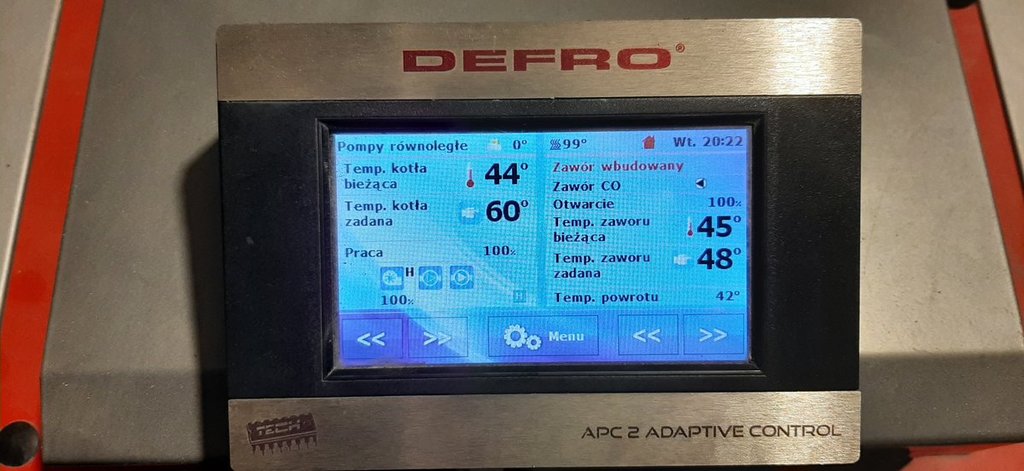 DEFRO®
Pompy równoległe 0° 99° Wt. 20:22
Temp. kotła
bieżąca 44°
Temp. kotła
zadana 60°
Praca 100%
H
100%
Zawór wbudowany
Zawór CO
Otwarcie 100%
Temp. zaworu
bieżąca 45°
Temp. zaworu
zadana 48°
Temp. powrotu 42°
<< >> Menu << >>
TECH
APC 2 ADAPTIVE CONTROL